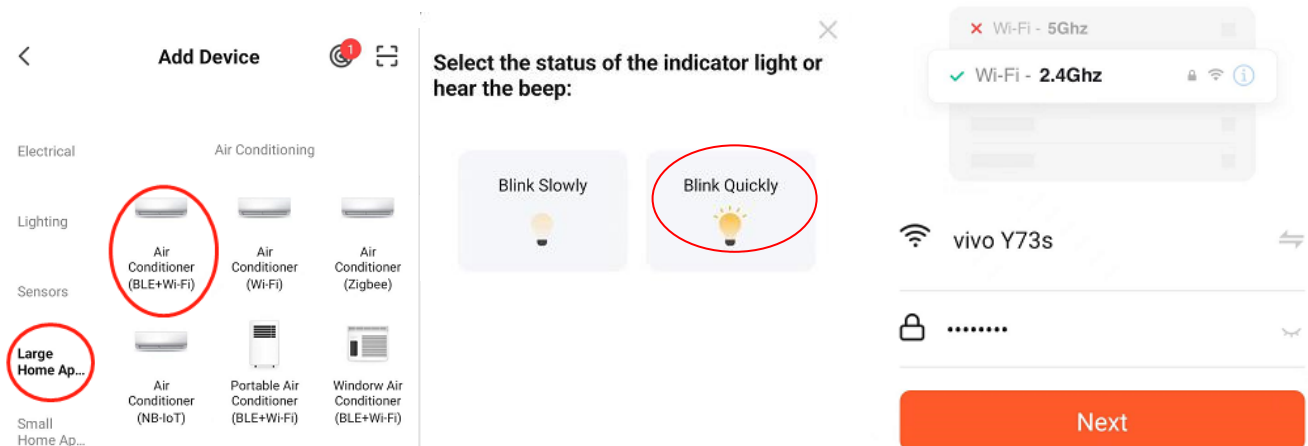 Add Device
1
Electrical
Air Conditioning
Lighting
Air
Conditioner
(BLE+Wi-Fi)
Air
Conditioner
(Wi-Fi)
Air
Conditioner
(Zigbee)
Sensors
Large
Home Ap...
Air
Conditioner
(NB-IoT)
Portable Air
Conditioner
(BLE+Wi-Fi)
Windorw Air
Conditioner
(BLE+Wi-Fi)
Small
Home Ap...
Select the status of the indicator light or
hear the beep:
Blink Slowly
Blink Quickly
Wi-Fi - 5Ghz
Wi-Fi - 2.4Ghz
vivo Y73s
••••••••
Next